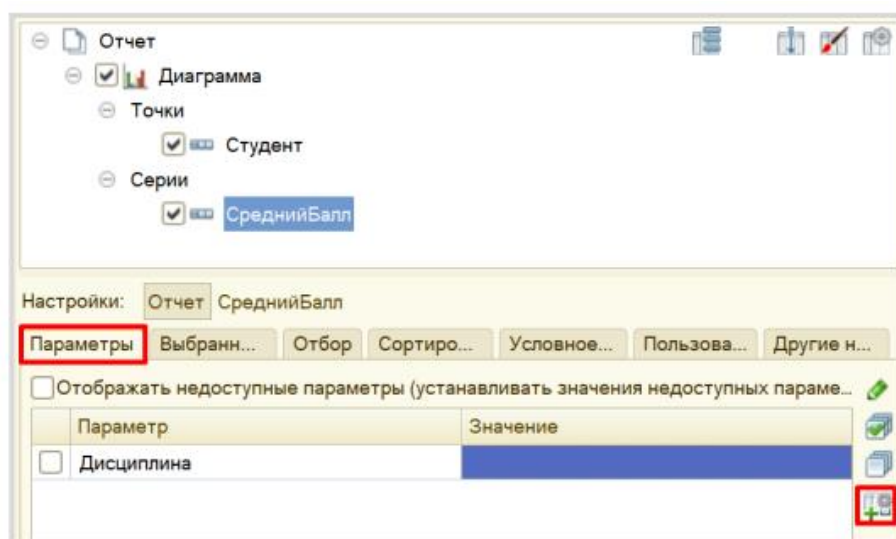 Отчет
Диаграмма
Точки
Студент
Серии
СреднийБалл
Настройки: Отчет СреднийБалл
Параметры Выбранн... Отбор Сортиро... Условное... Пользова... Другие н...
Отображать недоступные параметры (устанавливать значения недоступных параме...
Параметр Значение
Дисциплина